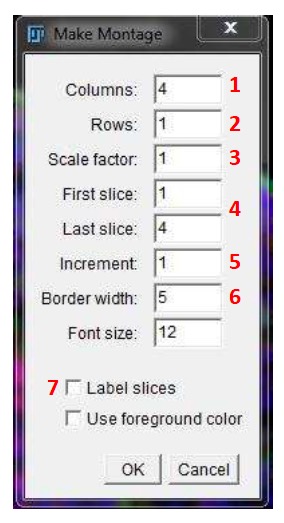 Make Montage X
Columns: 4 1
Rows: 1 2
Scale factor: 1 3
First slice: 1
4
Last slice: 4
Increment: 1 5
Border width: 5 6
Font size: 12
7 Label slices
Use foreground color
OK Cancel